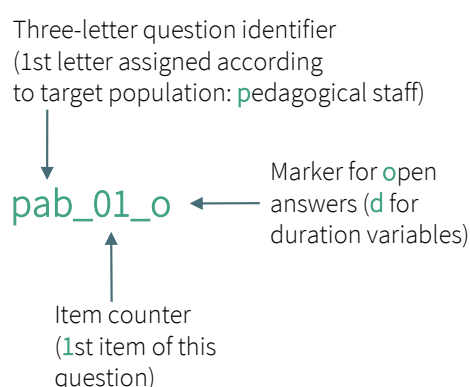 Three-letter question identifier
(1st letter assigned according
to target population: pedagogical staff)
pab_01_o
Marker for open
answers (d for
duration variables)
Item counter
(1st item of this
question)